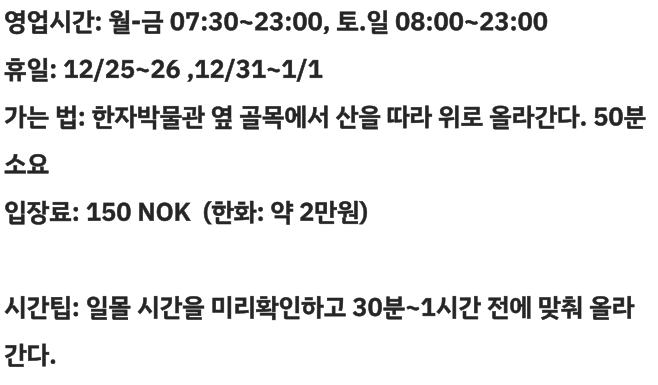 영업시간: 월-금 07:30~23:00, 토.일 08:00~23:00
휴일: 12/25~26 ,12/31~1/1
가는 법: 한자박물관 옆 골목에서 산을 따라 위로 올라간다. 50분
소요
입장료: 150 NOK (한화: 약 2만원)
시간팁: 일몰 시간을 미리확인하고 30분~1시간 전에 맞춰 올라
간다.